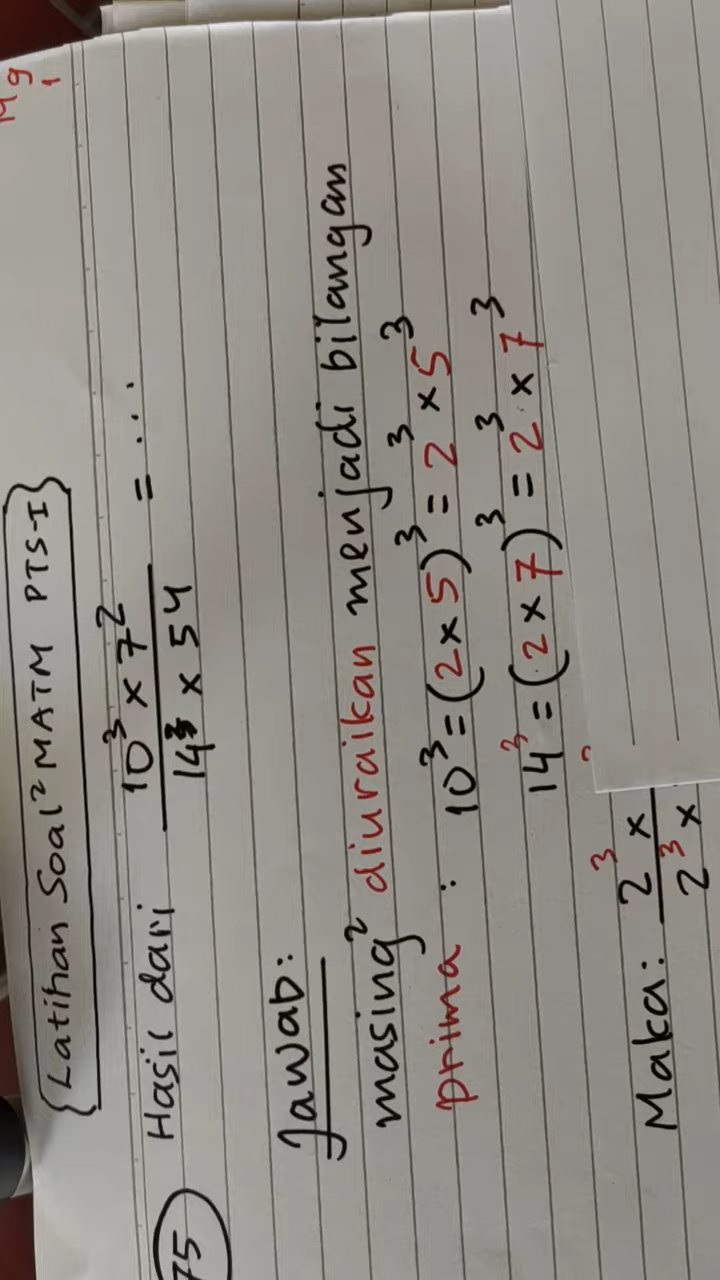 {Latihan Soal² MATM PTS-I}
75 Hasil dari 10³ x 7² / 14³ x 54 = ...
Jawab:
masing² diuraikan menjadi bilangan
prima : 10³ = (2 x 5)³ = 2³ x 5³
14³ = (2 x 7)³ = 2³ x 7³
Maka: 2³ x / 2³ x